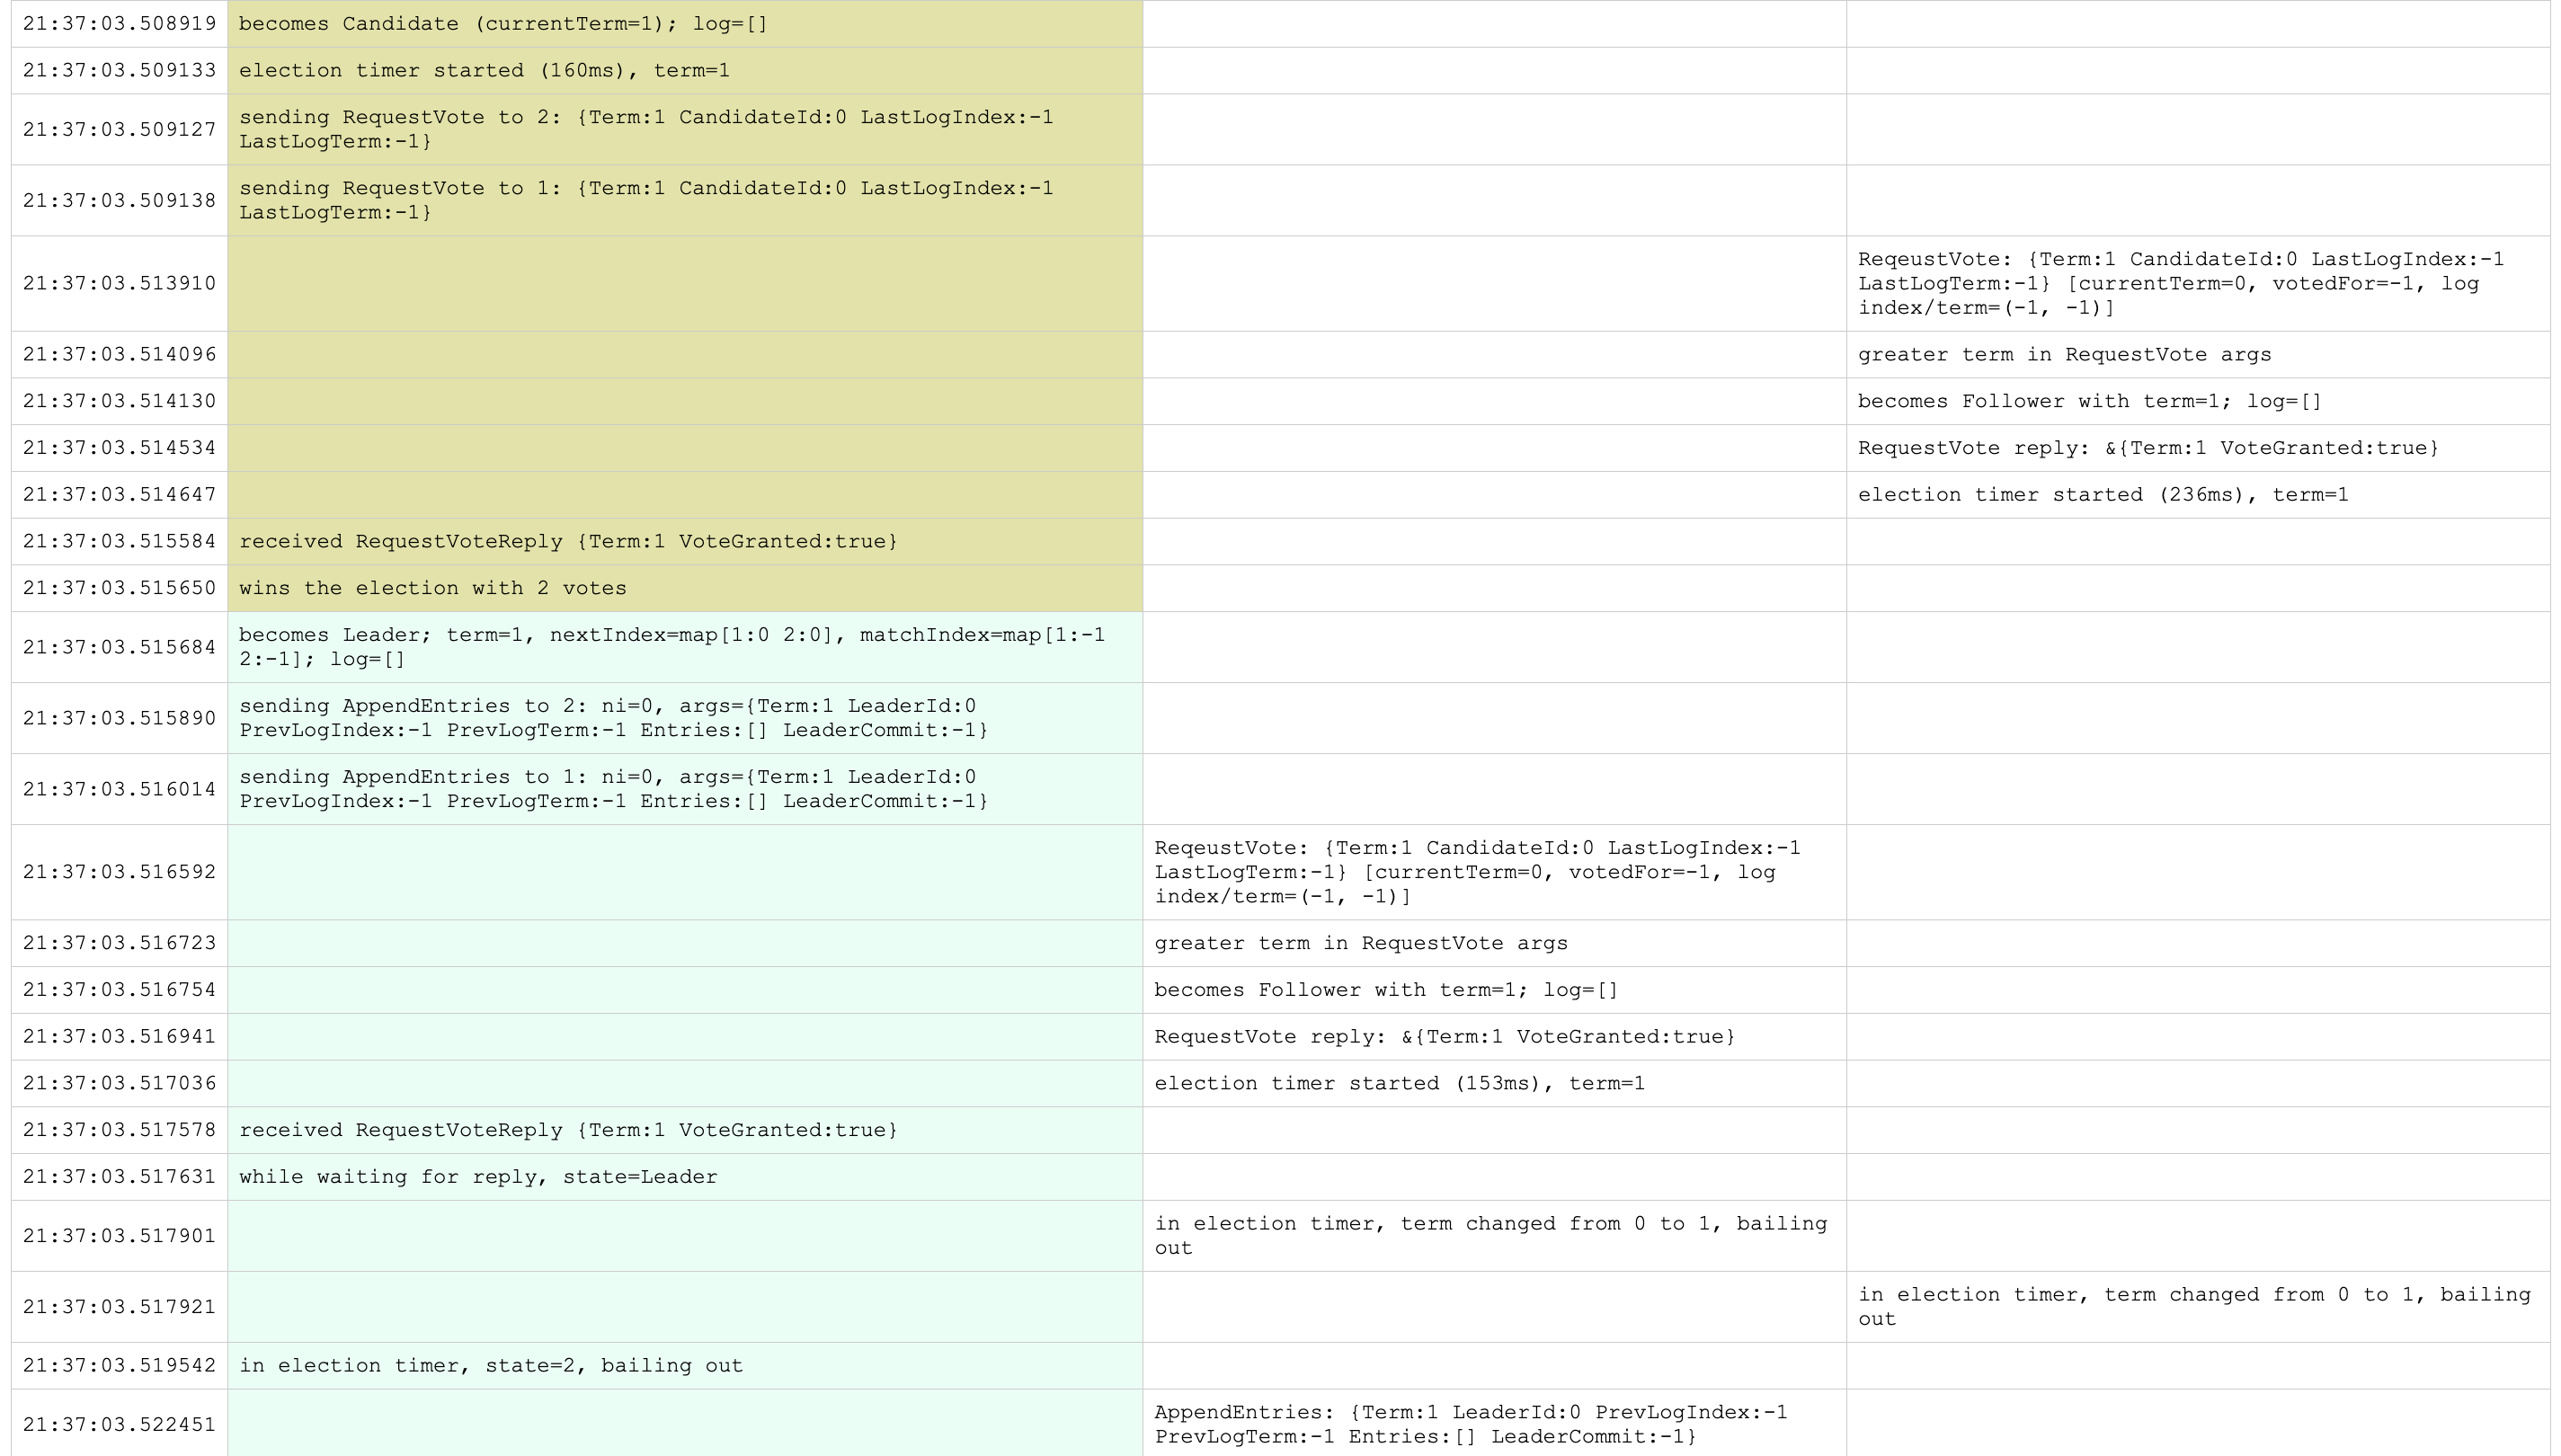 21:37:03.508919 becomes Candidate (currentTerm=1); log=[]
21:37:03.509133 election timer started (160ms), term=1
21:37:03.509127 sending RequestVote to 2: {Term:1 CandidateId:0 LastLogIndex:-1
LastLogTerm:-1}
21:37:03.509138 sending RequestVote to 1: {Term:1 CandidateId:0 LastLogIndex:-1
LastLogTerm:-1}
21:37:03.513910 ReqeustVote: {Term:1 CandidateId:0 LastLogIndex:-1
LastLogTerm:-1} [currentTerm=0, votedFor=-1, log
index/term=(-1, -1)]
21:37:03.514096 greater term in RequestVote args
21:37:03.514130 becomes Follower with term=1; log=[]
21:37:03.514534 RequestVote reply: &{Term:1 VoteGranted:true}
21:37:03.514647 election timer started (236ms), term=1
21:37:03.515584 received RequestVoteReply {Term:1 VoteGranted:true}
21:37:03.515650 wins the election with 2 votes
21:37:03.515684 becomes Leader; term=1, nextIndex=map[1:0 2:0], matchIndex=map[1:-1
2:-1]; log=[]
21:37:03.515890 sending AppendEntries to 2: ni=0, args={Term:1 LeaderId:0
PrevLogIndex:-1 PrevLogTerm:-1 Entries:[] LeaderCommit:-1}
21:37:03.516014 sending AppendEntries to 1: ni=0, args={Term:1 LeaderId:0
PrevLogIndex:-1 PrevLogTerm:-1 Entries:[] LeaderCommit:-1}
21:37:03.516592 ReqeustVote: {Term:1 CandidateId:0 LastLogIndex:-1
LastLogTerm:-1} [currentTerm=0, votedFor=-1, log
index/term=(-1, -1)]
21:37:03.516723 greater term in RequestVote args
21:37:03.516754 becomes Follower with term=1; log=[]
21:37:03.516941 RequestVote reply: &{Term:1 VoteGranted:true}
21:37:03.517036 election timer started (153ms), term=1
21:37:03.517578 received RequestVoteReply {Term:1 VoteGranted:true}
21:37:03.517631 while waiting for reply, state=Leader
21:37:03.517901 in election timer, term changed from 0 to 1, bailing
out
21:37:03.517921 in election timer, term changed from 0 to 1, bailing
out
21:37:03.519542 in election timer, state=2, bailing out
21:37:03.522451 AppendEntries: {Term:1 LeaderId:0 PrevLogIndex:-1
PrevLogTerm:-1 Entries:[] LeaderCommit:-1}